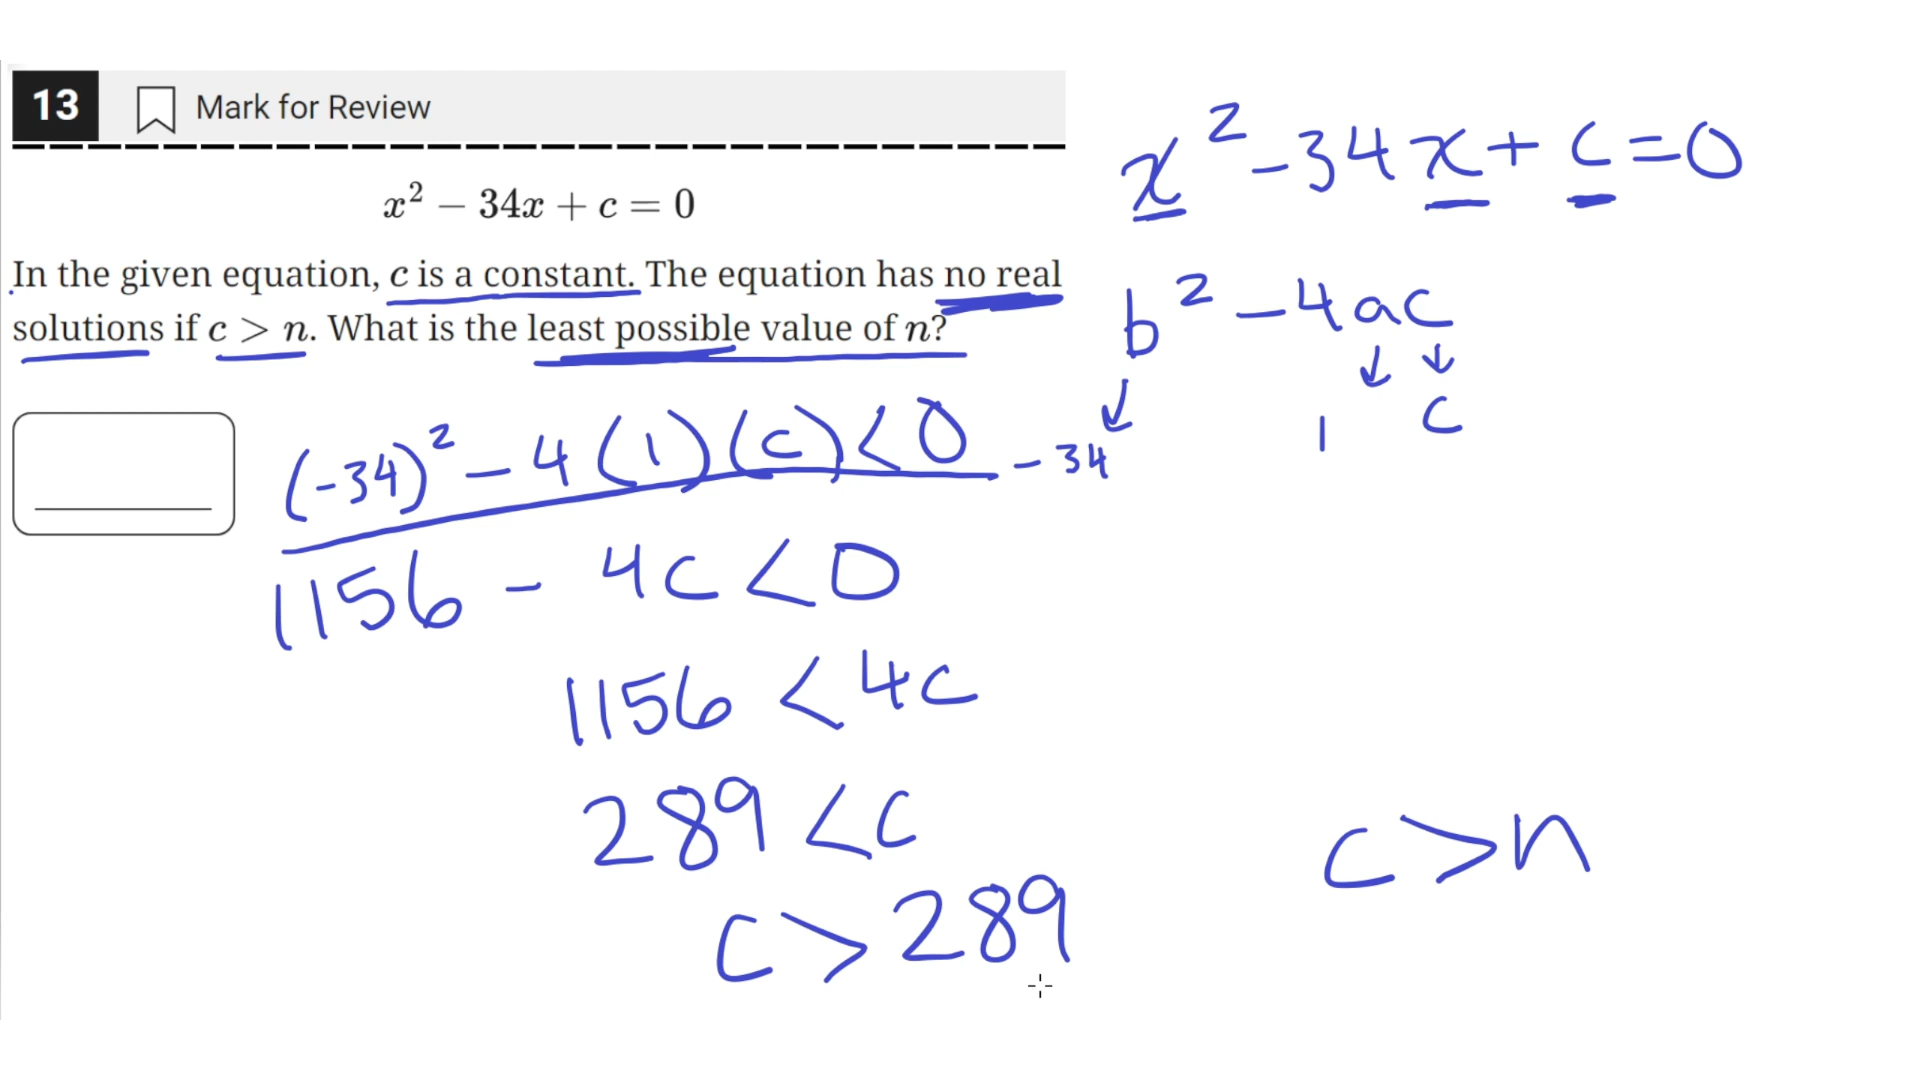 13 Mark for Review
x² − 34x + c = 0
In the given equation, c is a constant. The equation has no real
solutions if c > n. What is the least possible value of n?
(-34)² - 4(1)(c) < 0
1156 - 4c < 0
1156 < 4c
289 < c
c > 289
x² - 34x + c = 0
b² - 4ac
-34 1 c
c > n